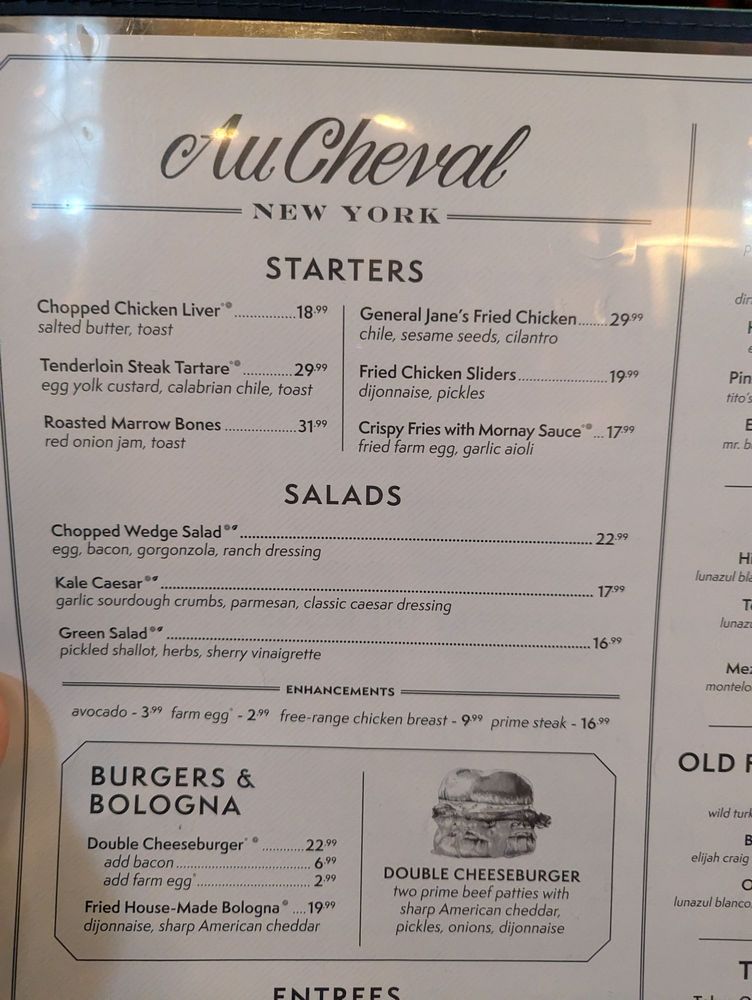 Au Cheval
NEW YORK
STARTERS
Chopped Chicken Liver*..............18.99
salted butter, toast
Tenderloin Steak Tartare*............29.99
egg yolk custard, calabrian chile, toast
Roasted Marrow Bones .................31.99
red onion jam, toast
General Jane's Fried Chicken.......29.99
chile, sesame seeds, cilantro
Fried Chicken Sliders......................19.99
dijonnaise, pickles
Crispy Fries with Mornay Sauce*...17.99
fried farm egg, garlic aioli
SALADS
Chopped Wedge Salad..............................22.99
egg, bacon, gorgonzola, ranch dressing
Kale Caesar..............................17.99
garlic sourdough crumbs, parmesan, classic caesar dressing
Green Salad..............................16.99
pickled shallot, herbs, sherry vinaigrette
ENHANCEMENTS
avocado - 3.99 farm egg* - 2.99 free-range chicken breast - 9.99 prime steak - 16.99
BURGERS &
BOLOGNA
Double Cheeseburger* ..........22.99
add bacon..........................6.99
add farm egg*......................2.99
Fried House-Made Bologna ....19.99
dijonnaise, sharp American cheddar
DOUBLE CHEESEBURGER
two prime beef patties with
sharp American cheddar,
pickles, onions, dijonnaise
ENTREES
Pin
tito's
mr. b
lunazul bla
lunazu
Mez
montelo
OLD F
wild turk
elijah craig
lunazul blanco